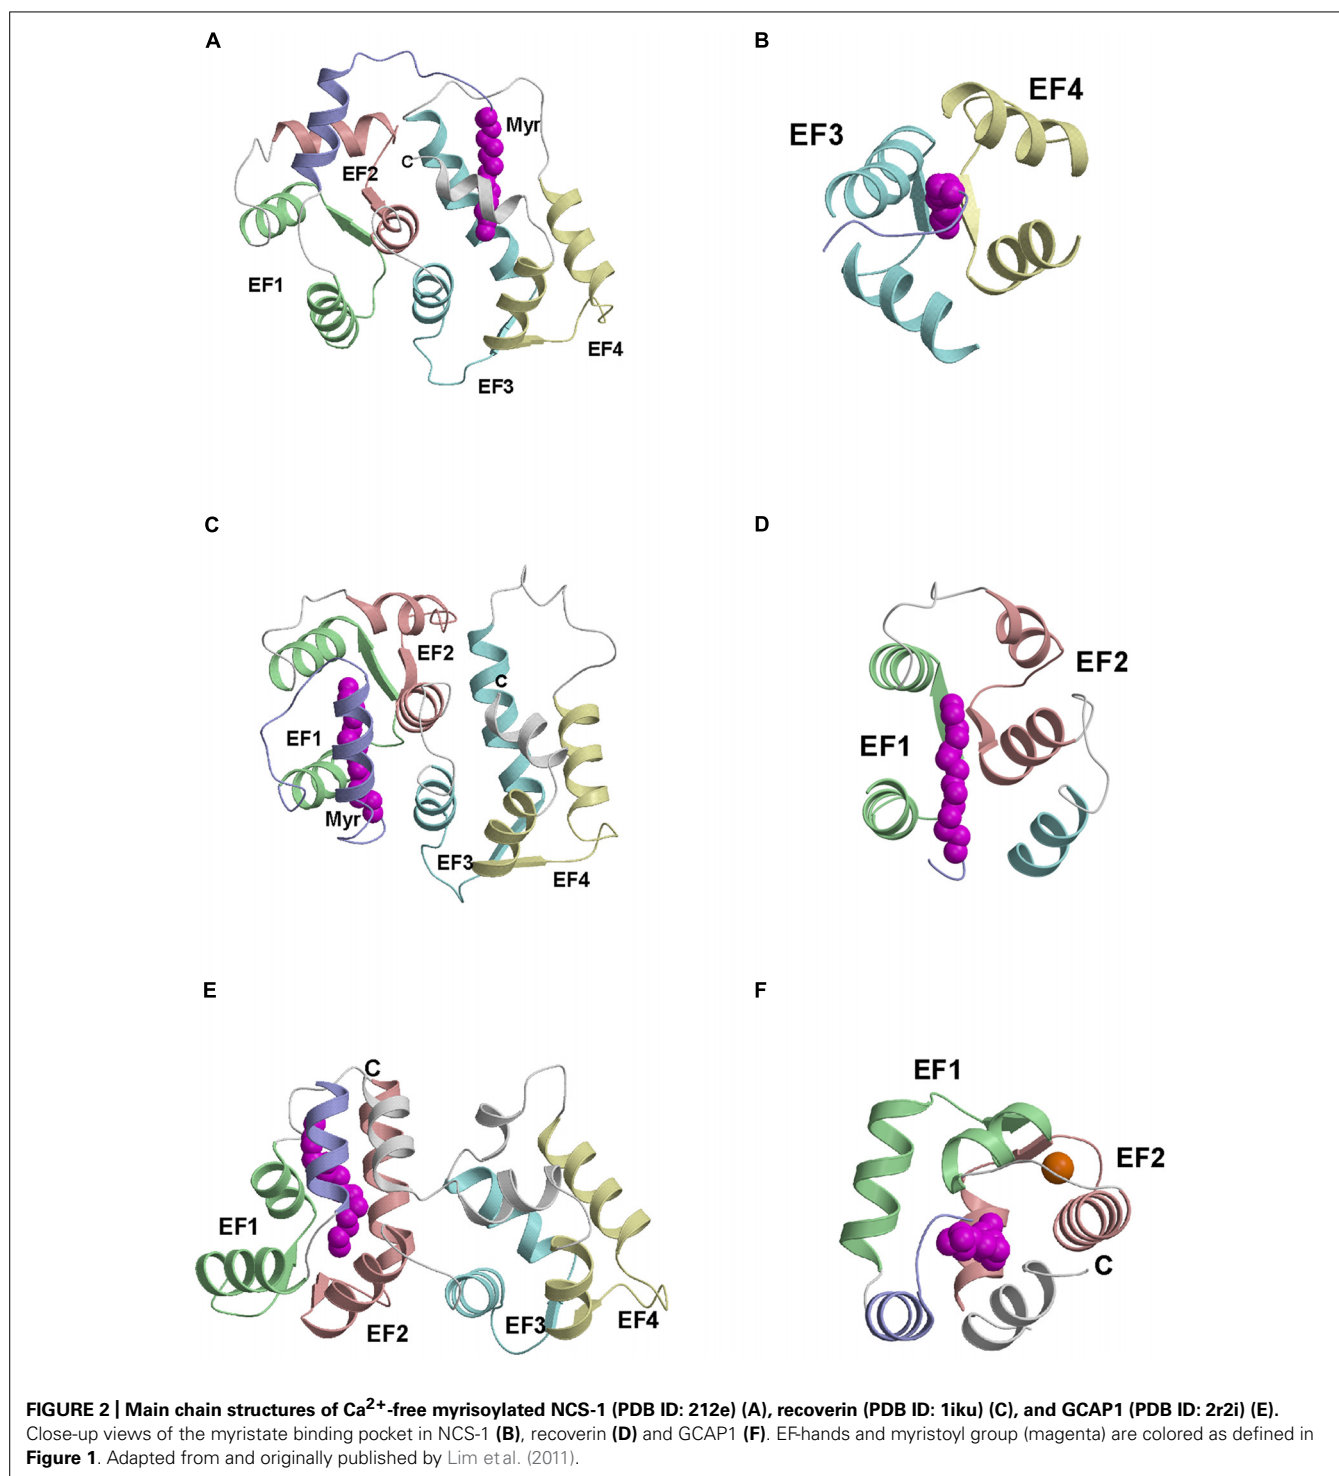 A
B
Myr
EF4
EF3
C
EF2
EF1
EF4
EF3
C
D
EF2
EF2
C
EF1
EF1
Myr
EF3
EF4
E
F
C
EF1
EF2
EF1
C
EF3
EF4
EF2
FIGURE 2 | Main chain structures of Ca2+-free myrisoylated NCS-1 (PDB ID: 212e) (A), recoverin (PDB ID: 1iku) (C), and GCAP1 (PDB ID: 2r2i) (E).
Close-up views of the myristate binding pocket in NCS-1 (B), recoverin (D) and GCAP1 (F). EF-hands and myristoyl group (magenta) are colored as defined in
Figure 1. Adapted from and originally published by Lim et al. (2011).